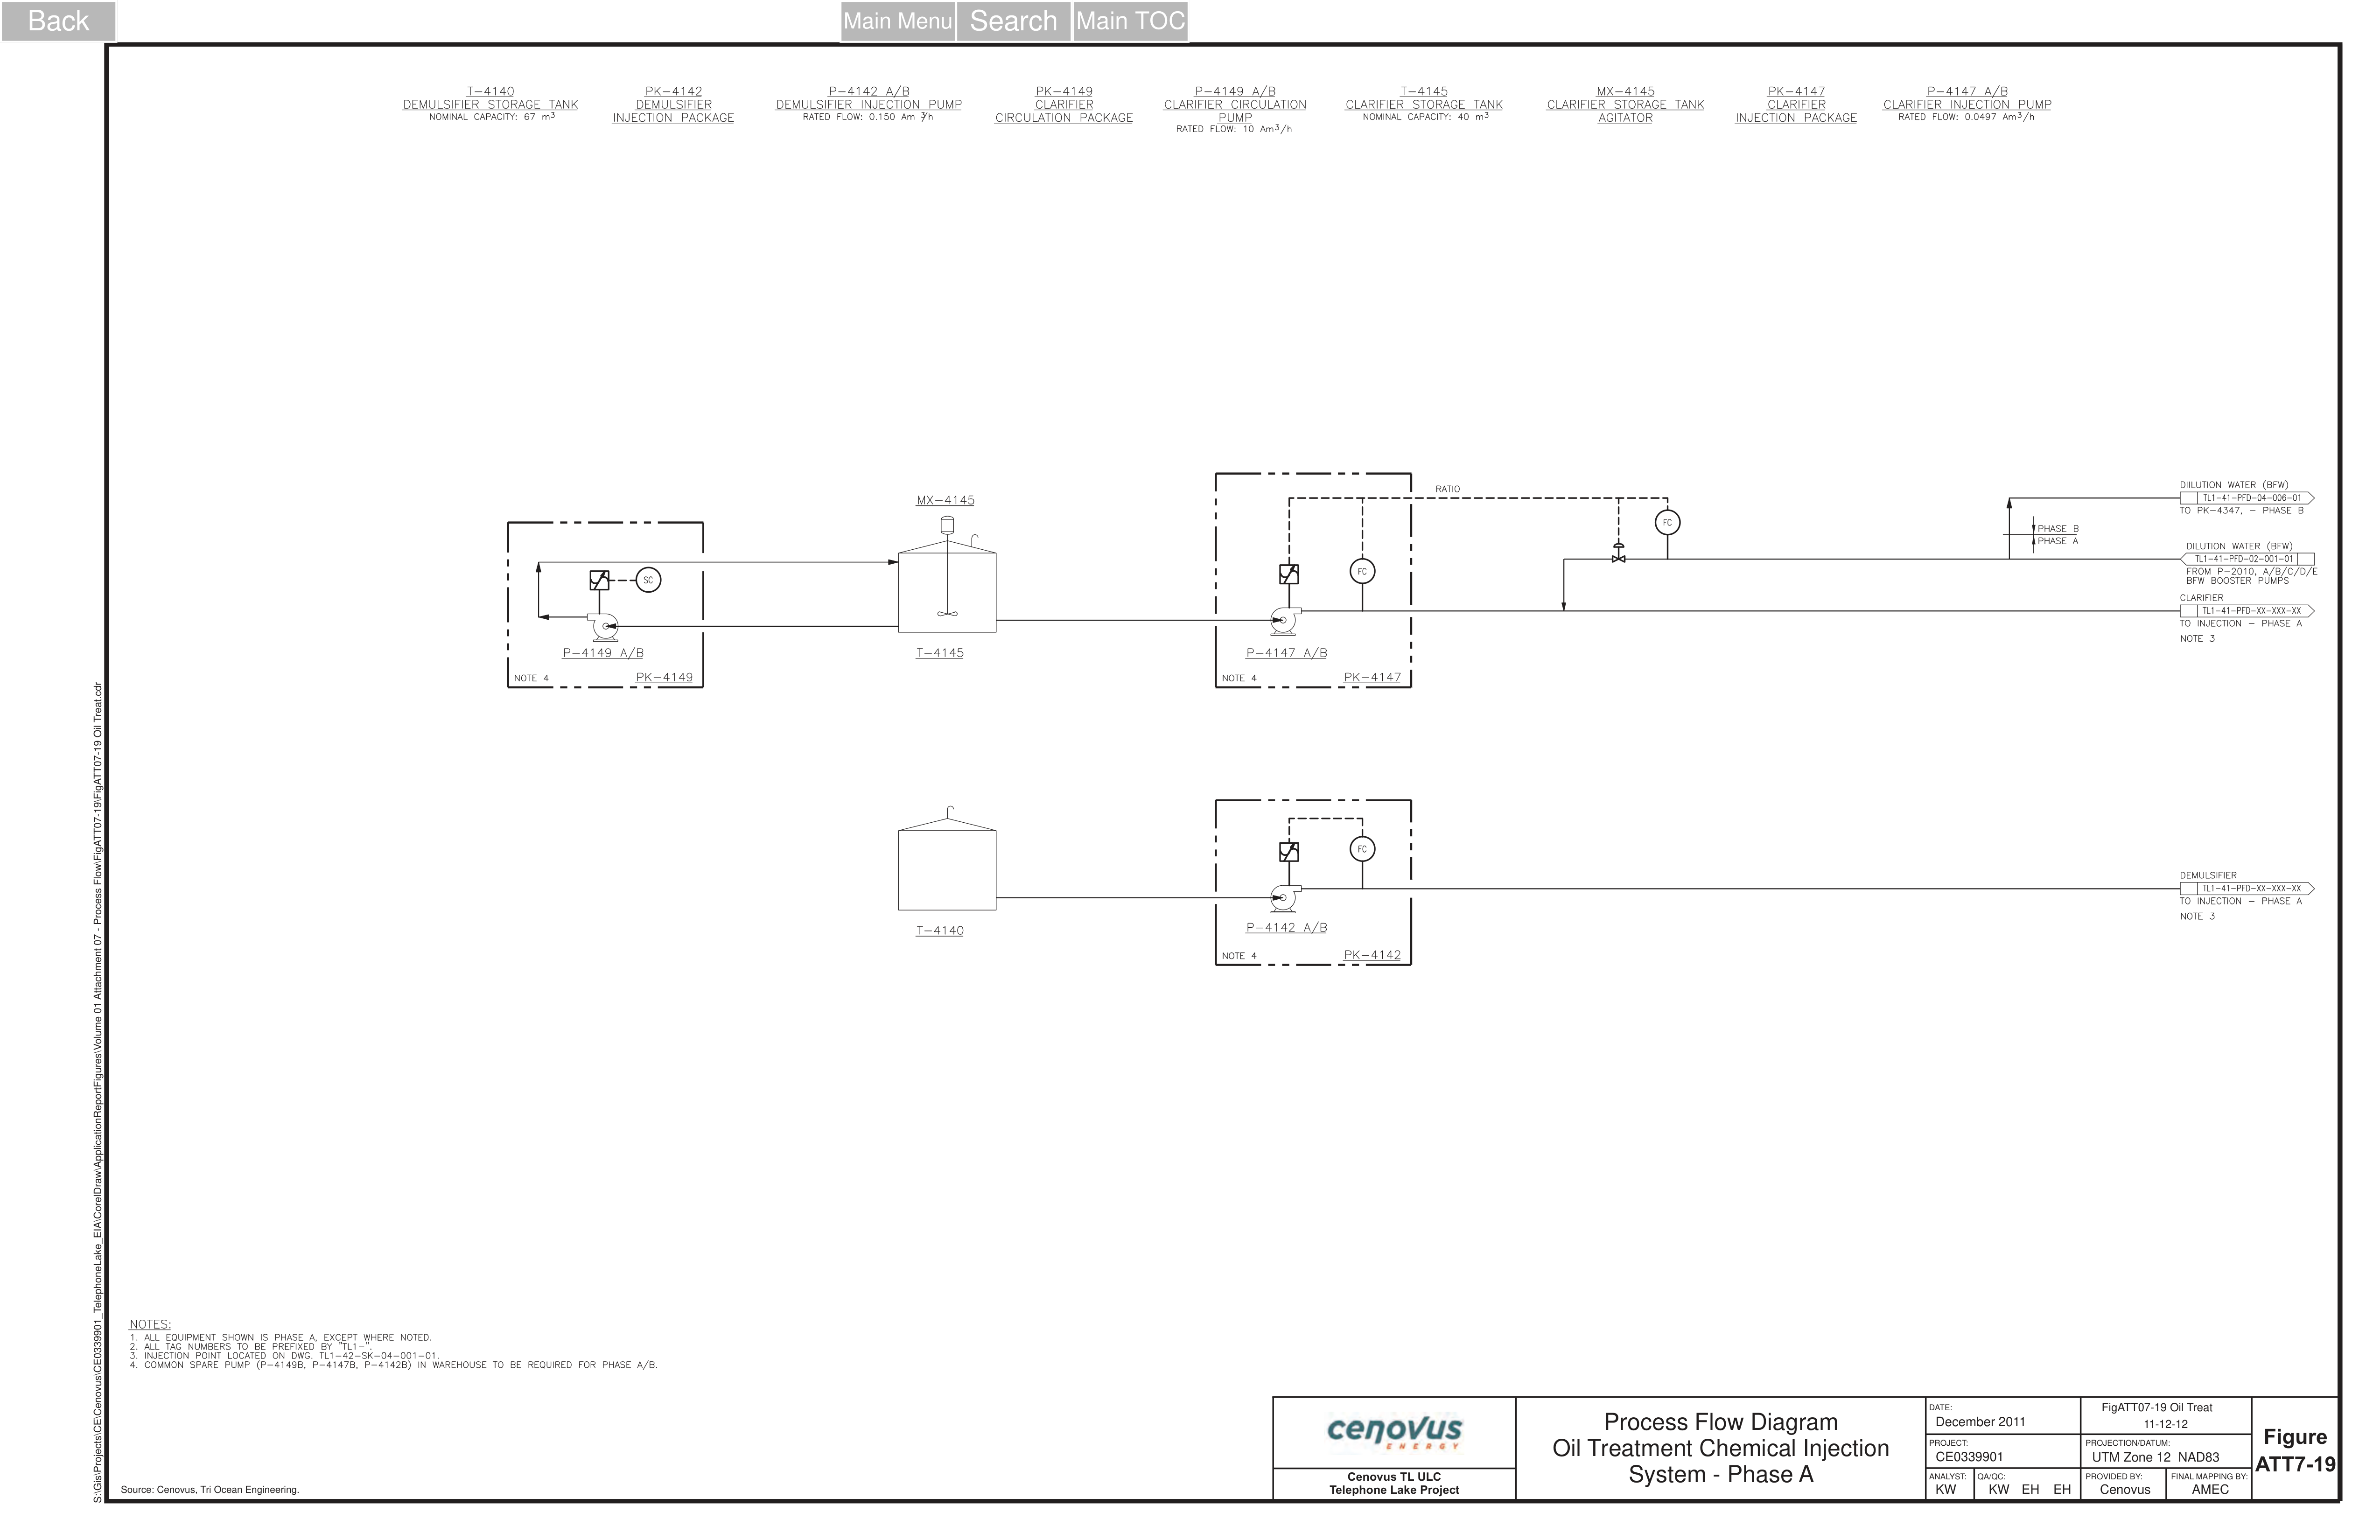 Back
Main Menu
Search
Main TOC
T-4140
DEMULSIFIER STORAGE TANK
NOMINAL CAPACITY: 67 m3
PK-4142
DEMULSIFIER
INJECTION PACKAGE
P-4142 A/B
DEMULSIFIER INJECTION PUMP
RATED FLOW: 0.150 Am 3/h
PK-4149
CLARIFIER
CIRCULATION PACKAGE
P-4149 A/B
CLARIFIER CIRCULATION
PUMP
RATED FLOW: 10 Am3/h
T-4145
CLARIFIER STORAGE TANK
NOMINAL CAPACITY: 40 m3
MX-4145
CLARIFIER STORAGE TANK
AGITATOR
PK-4147
CLARIFIER
INJECTION PACKAGE
P-4147 A/B
CLARIFIER INJECTION PUMP
RATED FLOW: 0.0497 Am3/h
SC
P-4149 A/B
NOTE 4
PK-4149
MX-4145
T-4145
FC
P-4147 A/B
NOTE 4
PK-4147
RATIO
FC
DIILUTION WATER (BFW)
TL1-41-PFD-04-006-01
TO PK-4347, - PHASE B
PHASE B
PHASE A
DILUTION WATER (BFW)
TL1-41-PFD-02-001-01
FROM P-2010, A/B/C/D/E
BFW BOOSTER PUMPS
CLARIFIER
TL1-41-PFD-XX-XXX-XX
TO INJECTION - PHASE A
NOTE 3
T-4140
FC
P-4142 A/B
NOTE 4
PK-4142
DEMULSIFIER
TL1-41-PFD-XX-XXX-XX
TO INJECTION - PHASE A
NOTE 3
S:\Gis\Projects\CE\Cenovus\CE0339901_TelephoneLake_EIA\CorelDraw\ApplicationReportFigures\Volume 01 Attachment 07 - Process Flow\FigATT07-19\FigATT07-19 Oil Treat.cdr
NOTES:
1. ALL EQUIPMENT SHOWN IS PHASE A, EXCEPT WHERE NOTED.
2. ALL TAG NUMBERS TO BE PREFIXED BY "TL1-".
3. INJECTION POINT LOCATED ON DWG. TL1-42-SK-04-001-01.
4. COMMON SPARE PUMP (P-4149B, P-4147B, P-4142B) IN WAREHOUSE TO BE REQUIRED FOR PHASE A/B.
Source: Cenovus, Tri Ocean Engineering.
cenovus
ENERGY
Cenovus TL ULC
Telephone Lake Project
Process Flow Diagram
Oil Treatment Chemical Injection
System - Phase A
DATE:
December 2011
PROJECT:
CE0339901
ANALYST:
KW
QA/QC:
KW EH EH
FigATT07-19 Oil Treat
11-12-12
PROJECTION/DATUM:
UTM Zone 12 NAD83
PROVIDED BY:
Cenovus
FINAL MAPPING BY:
AMEC
Figure
ATT7-19